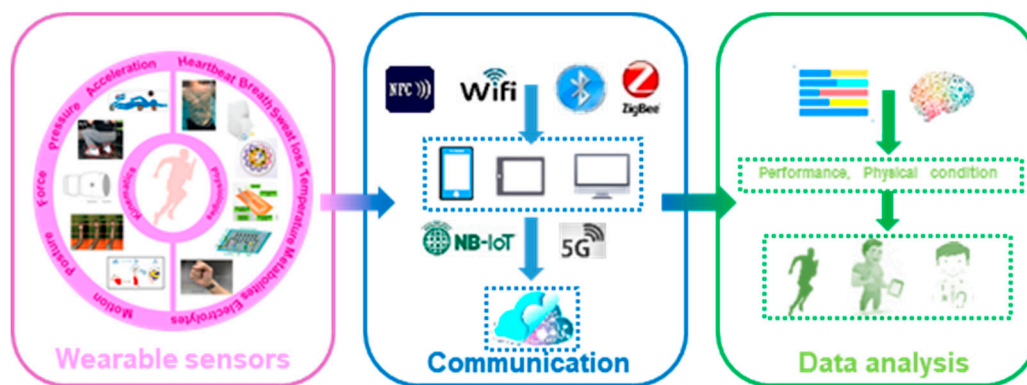 Acceleration
Pressure
Force
Posture
Motion
Heartbeat
Breath
Sweat loss
Temperature
Metabolites
Electrolytes
Kinematics
Wearable sensors
NFC
Wifi
ZigBee
NB-IoT
5G
Communication
Performance, Physical condition
Data analysis